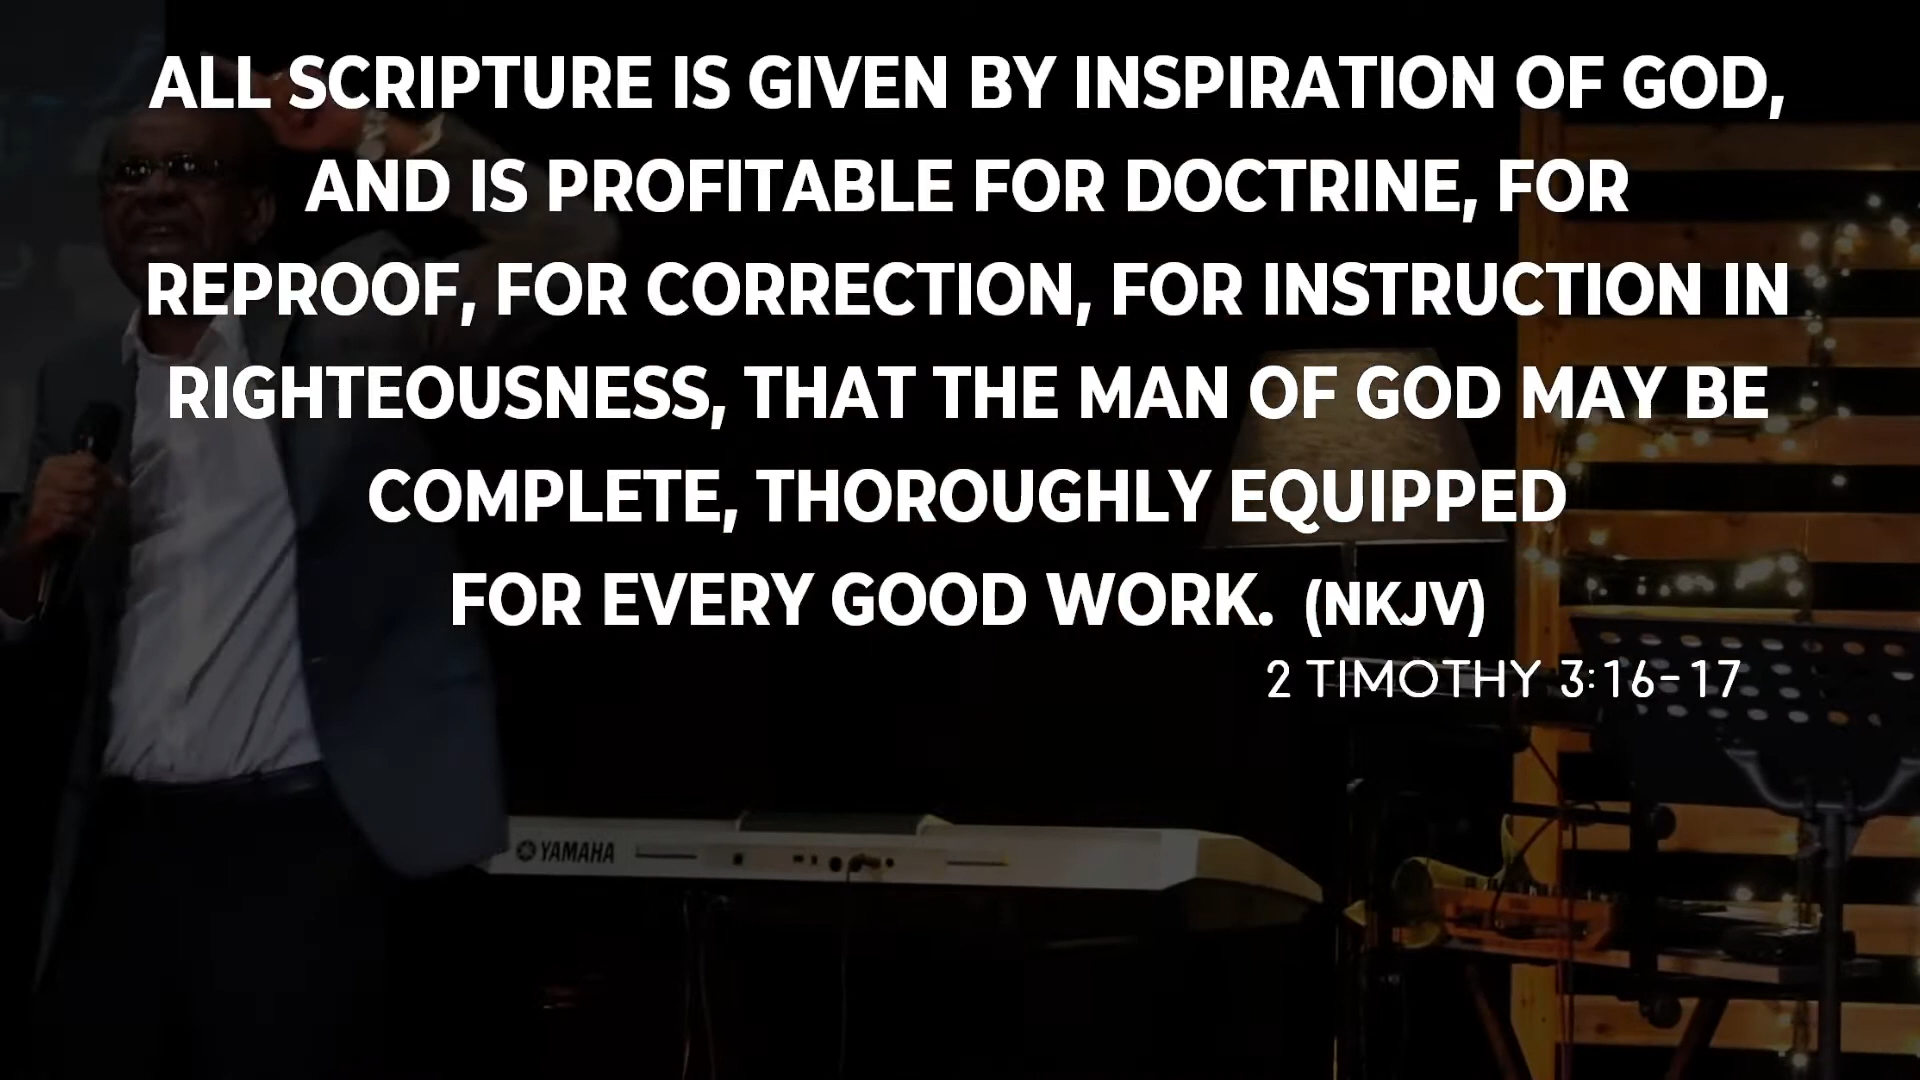 ALL SCRIPTURE IS GIVEN BY INSPIRATION OF GOD,
AND IS PROFITABLE FOR DOCTRINE, FOR
REPROOF, FOR CORRECTION, FOR INSTRUCTION IN
RIGHTEOUSNESS, THAT THE MAN OF GOD MAY BE
COMPLETE, THOROUGHLY EQUIPPED
FOR EVERY GOOD WORK. (NKJV)
2 TIMOTHY 3:16-17
YAMAHA